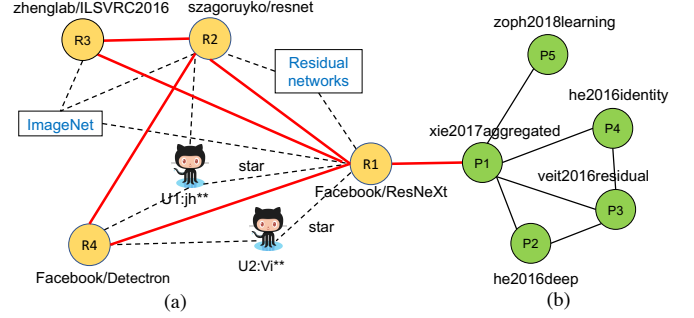 zhenglab/ILSVRC2016
szagoruyko/resnet
R3
R2
Residual
networks
ImageNet
zoph2018learning
P5
he2016identity
P4
xie2017aggregated
P1
star
R1
U1:jh**
Facebook/ResNeXt
veit2016residual
P3
star
R4
P2
U2:Vi**
Facebook/Detectron
he2016deep
(a)
(b)